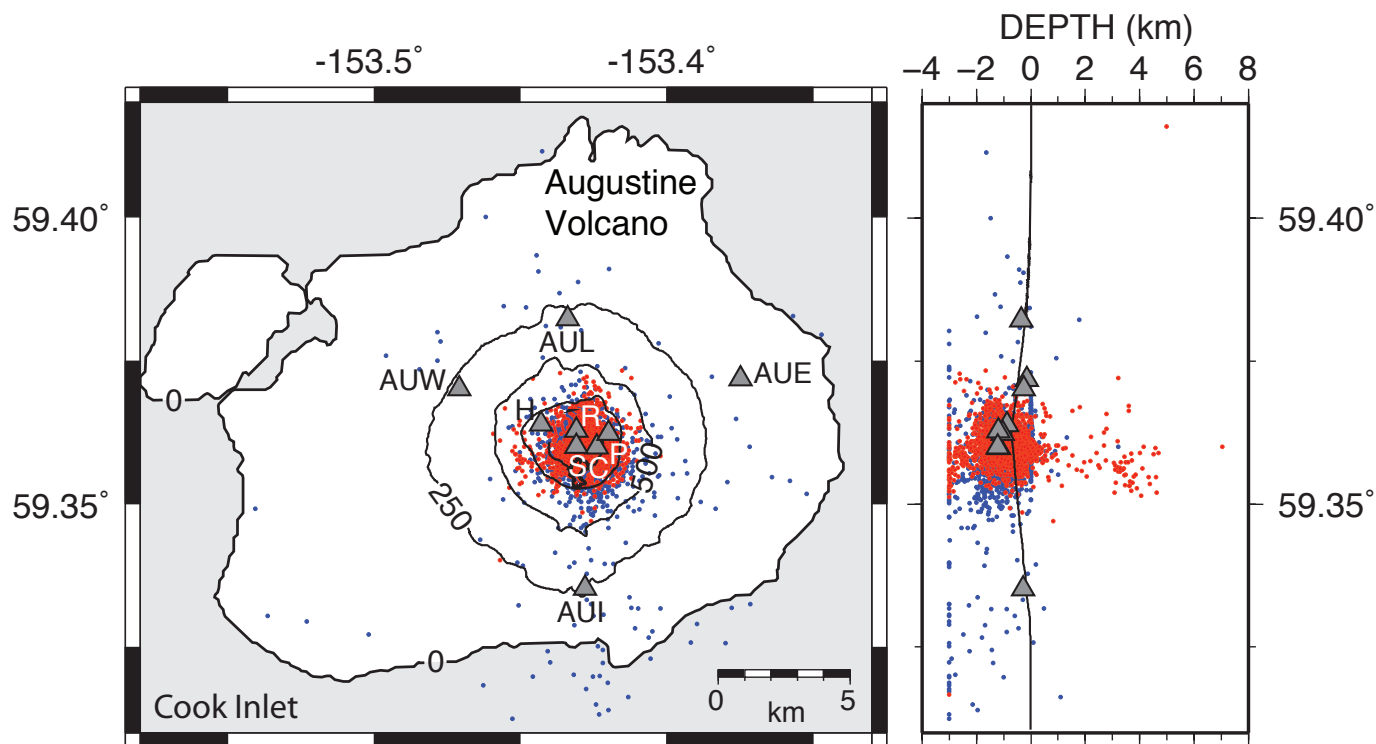 DEPTH (km)
-153.5° -153.4°
−4 −2 0 2 4 6 8
Augustine
Volcano
59.40° 59.40°
AUL
AUW
AUE
0
H
R
P
S
C
500
59.35° 59.35°
250
AUI
0
Cook Inlet
0 5
km